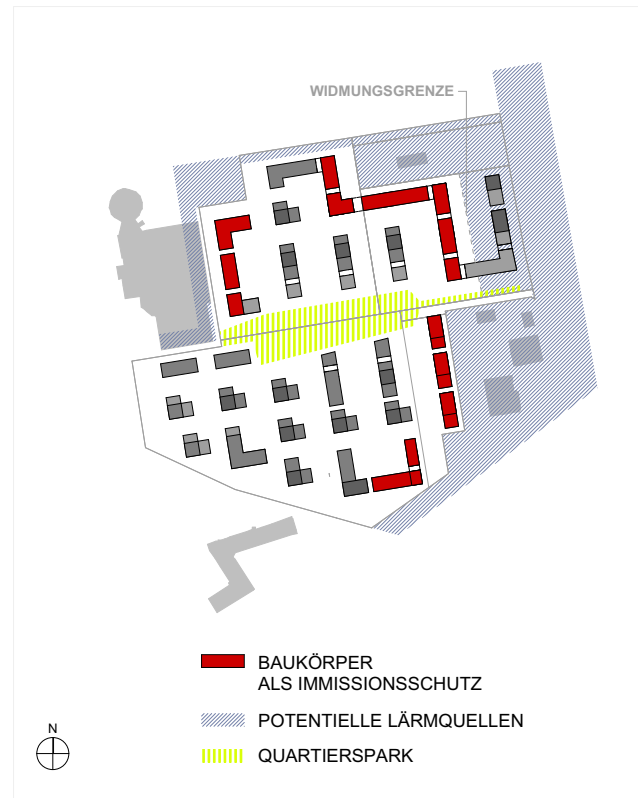 WIDMUNGSGRENZE
BAUKÖRPER
ALS IMMISSIONSSCHUTZ
POTENTIELLE LÄRMQUELLEN
QUARTIERSPARK
N